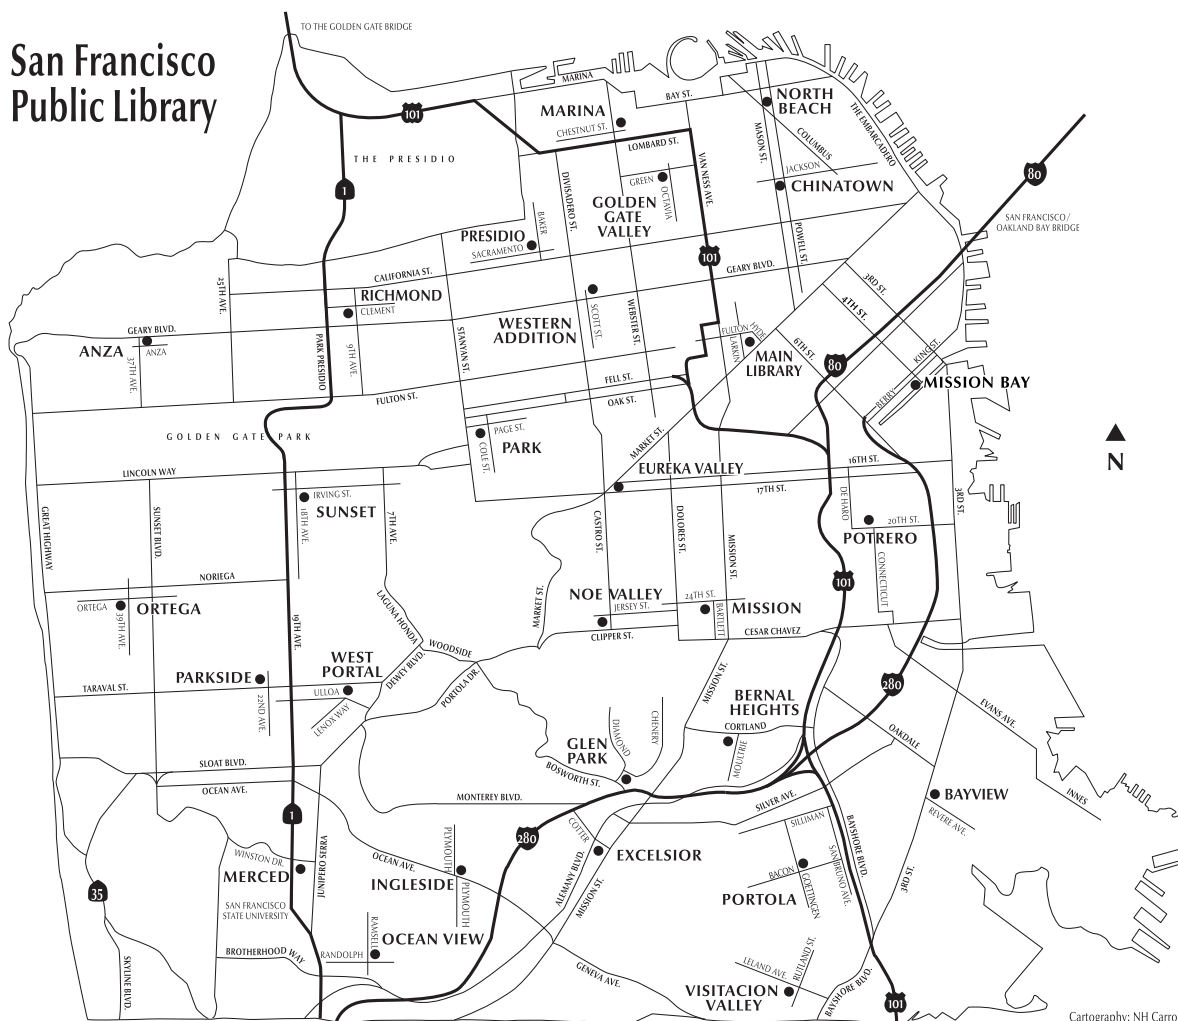 TO THE GOLDEN GATE BRIDGE
San Francisco
Public Library
101
MARINA
BAY ST.
MARINA
CHESTNUT ST.
LOMBARD ST.
NORTH
BEACH
MASON ST.
COLUMBUS
THE EMBARCADERO
JACKSON
CHINATOWN
POWELL ST.
80
SAN FRANCISCO/
OAKLAND BAY BRIDGE
THE PRESIDIO
1
DIVISADERO ST.
GREEN
OCTAVIA
VAN NESS AVE.
GOLDEN
GATE
VALLEY
BAKER
PRESIDIO
SACRAMENTO
101
GEARY BLVD.
CALIFORNIA ST.
25TH AVE.
RICHMOND
CLEMENT
GEARY BLVD.
ANZA
ANZA
37TH AVE.
PARK PRESIDIO
9TH AVE.
STANYAN ST.
WESTERN
ADDITION
SCOTT ST.
WEBSTER ST.
FULTON
HYDE
LARKIN
MAIN
LIBRARY
3RD ST.
4TH ST.
6TH ST.
80
KING ST.
BERRY
MISSION BAY
FELL ST.
OAK ST.
FULTON ST.
GOLDEN GATE PARK
PAGE ST.
COLE ST.
PARK
MARKET ST.
EUREKA VALLEY
16TH ST.
17TH ST.
N
LINCOLN WAY
IRVING ST.
18TH AVE.
SUNSET
GREAT HIGHWAY
SUNSET BLVD.
7TH AVE.
CASTRO ST.
DOLORES ST.
MISSION ST.
DE HARO
20TH ST.
POTRERO
CONNECTICUT
3RD ST.
101
NORIEGA
ORTEGA
ORTEGA
39TH AVE.
19TH AVE.
LAGUNA HONDA
MARKET ST.
NOE VALLEY
JERSEY ST.
CLIPPER ST.
24TH ST.
BARTLETT
MISSION
CESAR CHAVEZ
WOODSIDE
DEWEY BLVD.
PORTOLA DR.
WEST
PORTAL
ULLOA
LENOX WAY
PARKSIDE
22ND AVE.
TARAVAL ST.
MISSION ST.
BERNAL
HEIGHTS
CORTLAND
MOULTRIE
280
EVANS AVE.
OAKDALE
INNES
DIAMOND
CHENERY
GLEN
PARK
BOSWORTH ST.
SLOAT BLVD.
OCEAN AVE.
MONTEREY BLVD.
SILVER AVE.
BAYVIEW
REVERE AVE.
1
280
COTTER
EXCELSIOR
SILLIMAN
BACON
GOETTINGEN
SAN BRUNO AVE.
BAYSHORE BLVD.
PORTOLA
3RD ST.
WINSTON DR.
MERCED
JUNIPERO SERRA
OCEAN AVE.
PLYMOUTH
INGLESIDE
PLYMOUTH
ALEMANY BLVD.
MISSION ST.
35
SAN FRANCISCO
STATE UNIVERSITY
RAMSELL
OCEAN VIEW
RANDOLPH
BROTHERHOOD WAY
SKYLINE BLVD.
GENEVA AVE.
LELAND AVE.
RUTLAND ST.
VISITACION
VALLEY
BAYSHORE BLVD.
101
Cartography: NH Carro